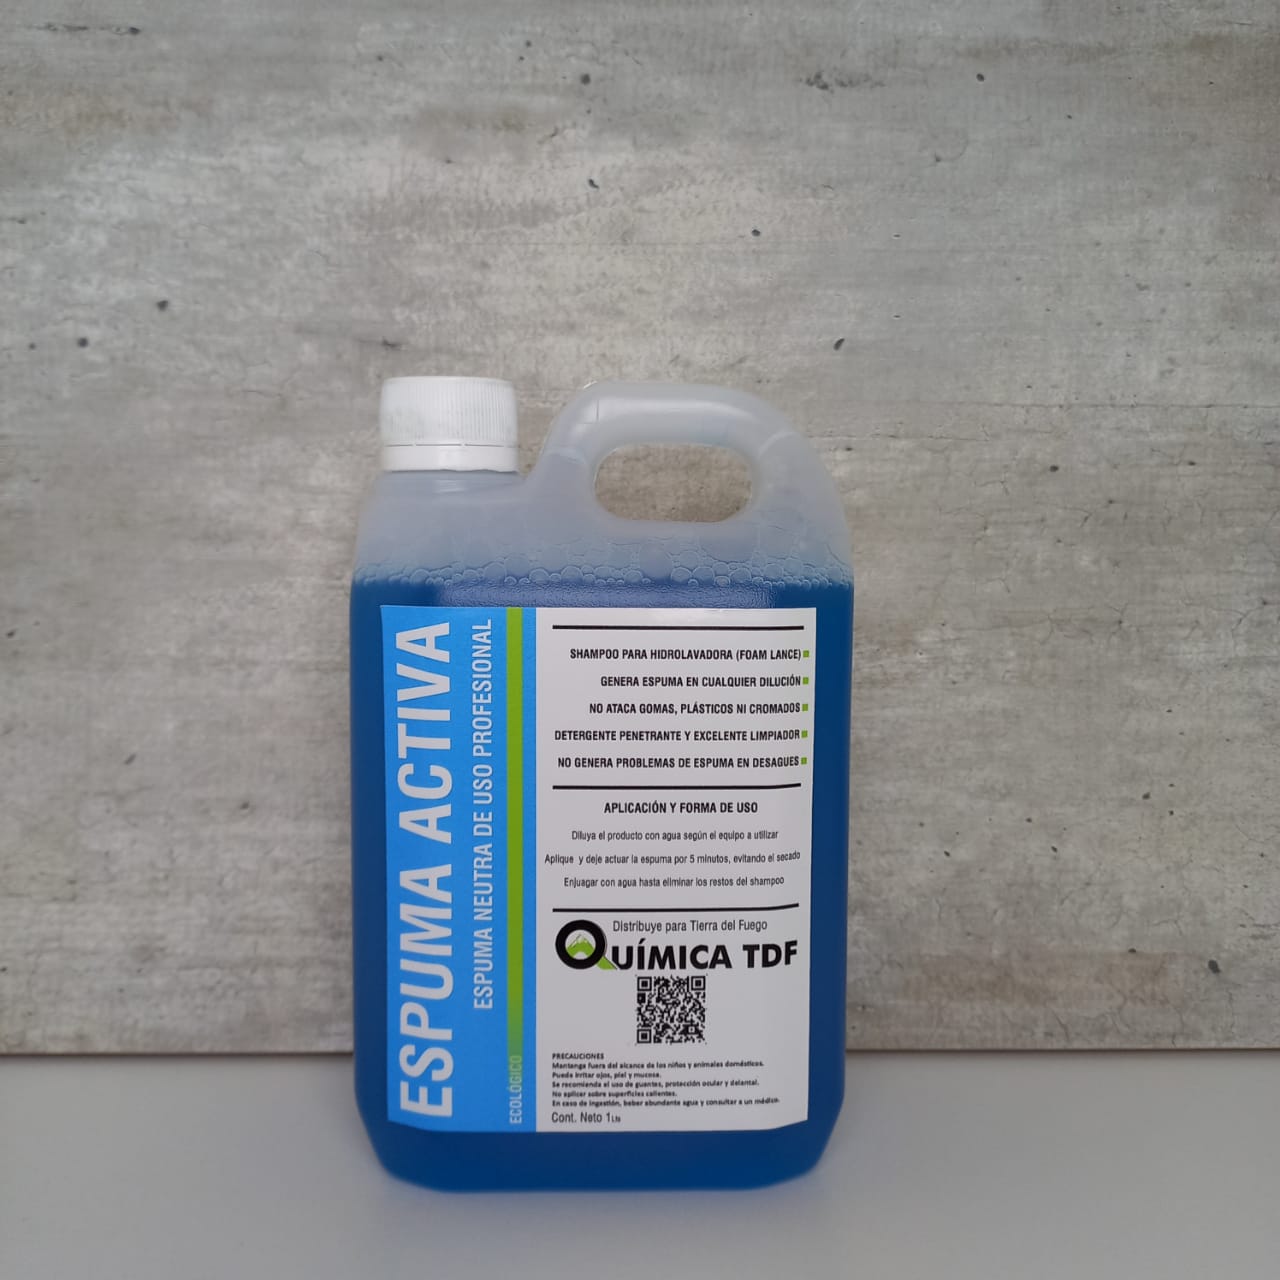 ESPUMA ACTIVA
ESPUMA NEUTRA DE USO PROFESIONAL
ECOLÓGICO
SHAMPOO PARA HIDROLAVADORA (FOAM LANCE)
GENERA ESPUMA EN CUALQUIER DILUCIÓN
NO ATACA GOMAS, PLÁSTICOS NI CROMADOS
DETERGENTE PENETRANTE Y EXCELENTE LIMPIADOR
NO GENERA PROBLEMAS DE ESPUMA EN DESAGUES
APLICACIÓN Y FORMA DE USO
Diluya el producto con agua según el equipo a utilizar
Aplique y deje actuar la espuma por 5 minutos, evitando el secado
Enjuagar con agua hasta eliminar los restos del shampoo
Distribuye para Tierra del Fuego
QUÍMICA TDF
PRECAUCIONES
Mantenga fuera del alcance de los niños y animales domésticos.
Puede irritar ojos, piel y mucosa.
Se recomienda el uso de guantes, protección ocular y delantal.
No aplicar sobre superficies calientes.
En caso de ingestión, beber abundante agua y consultar a un médico.
Cont. Neto 1 Lts